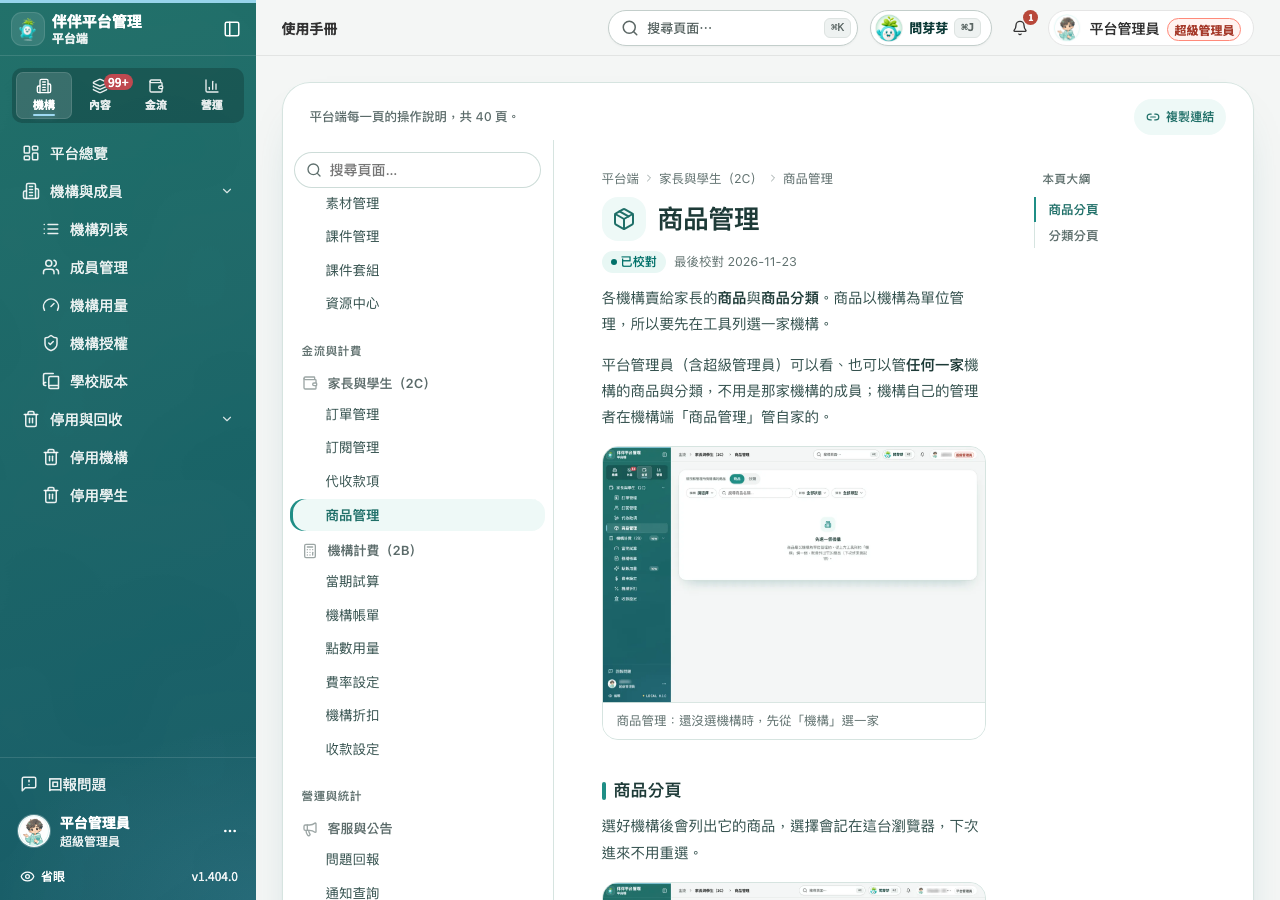 伴伴平台管理
平台端
使用手冊
搜尋頁面…
⌘K
問芽芽
⌘J
1
平台管理員
超級管理員
機構
內容
99+
金流
營運
平台總覽
機構與成員
機構列表
成員管理
機構用量
機構授權
學校版本
停用與回收
停用機構
停用學生
回報問題
平台管理員
超級管理員
省眼
v1.404.0
平台端每一頁的操作說明，共 40 頁。
複製連結
搜尋頁面...
素材管理
課件管理
課件套組
資源中心
金流與計費
家長與學生（2C）
訂單管理
訂閱管理
代收款項
商品管理
機構計費（2B）
當期試算
機構帳單
點數用量
費率設定
機構折扣
收款設定
營運與統計
客服與公告
問題回報
通知查詢
平台端 > 家長與學生（2C） > 商品管理
商品管理
已校對
最後校對 2026-11-23
各機構賣給家長的商品與商品分類。商品以機構為單位管
理，所以要先在工具列選一家機構。
平台管理員（含超級管理員）可以看、也可以管任何一家機
構的商品與分類，不用是那家機構的成員；機構自己的管理
者在機構端「商品管理」管自家的。
商品管理：還沒選機構時，先從「機構」選一家
商品分頁
選好機構後會列出它的商品，選擇會記在這台瀏覽器，下次
進來不用重選。
本頁大綱
商品分頁
分類分頁